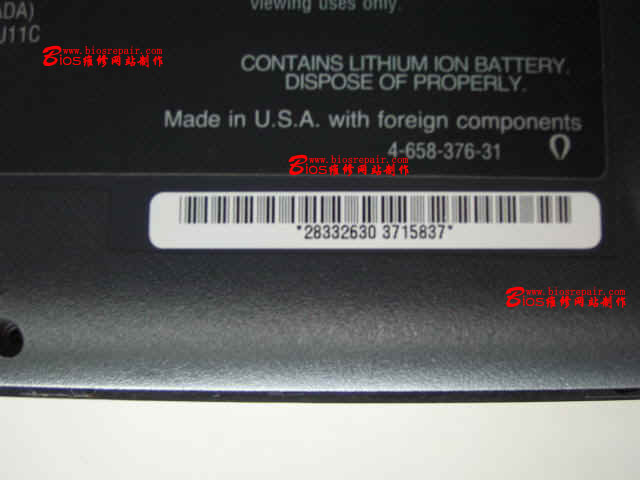 viewing uses only.
ADA)
J11C
www.biosrepair.com
Bios维修网站制作
CONTAINS LITHIUM ION BATTERY.
DISPOSE OF PROPERLY.
Made in U.S.A. with foreign components
4-658-376-31
www.biosrepair.com
Bios维修网站制作
*28332630 3715837*
www.biosrepair.com
Bios维修网站制作